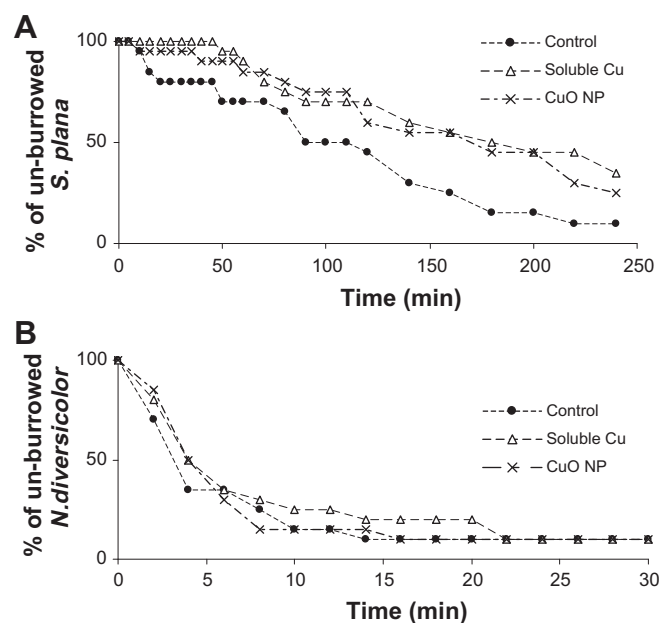 A
% of un-burrowed
S. plana
100
50
0
0
50
100
150
200
250
Time (min)
Control
Soluble Cu
CuO NP
B
% of un-burrowed
N.diversicolor
100
50
0
0
5
10
15
20
25
30
Time (min)
Control
Soluble Cu
CuO NP